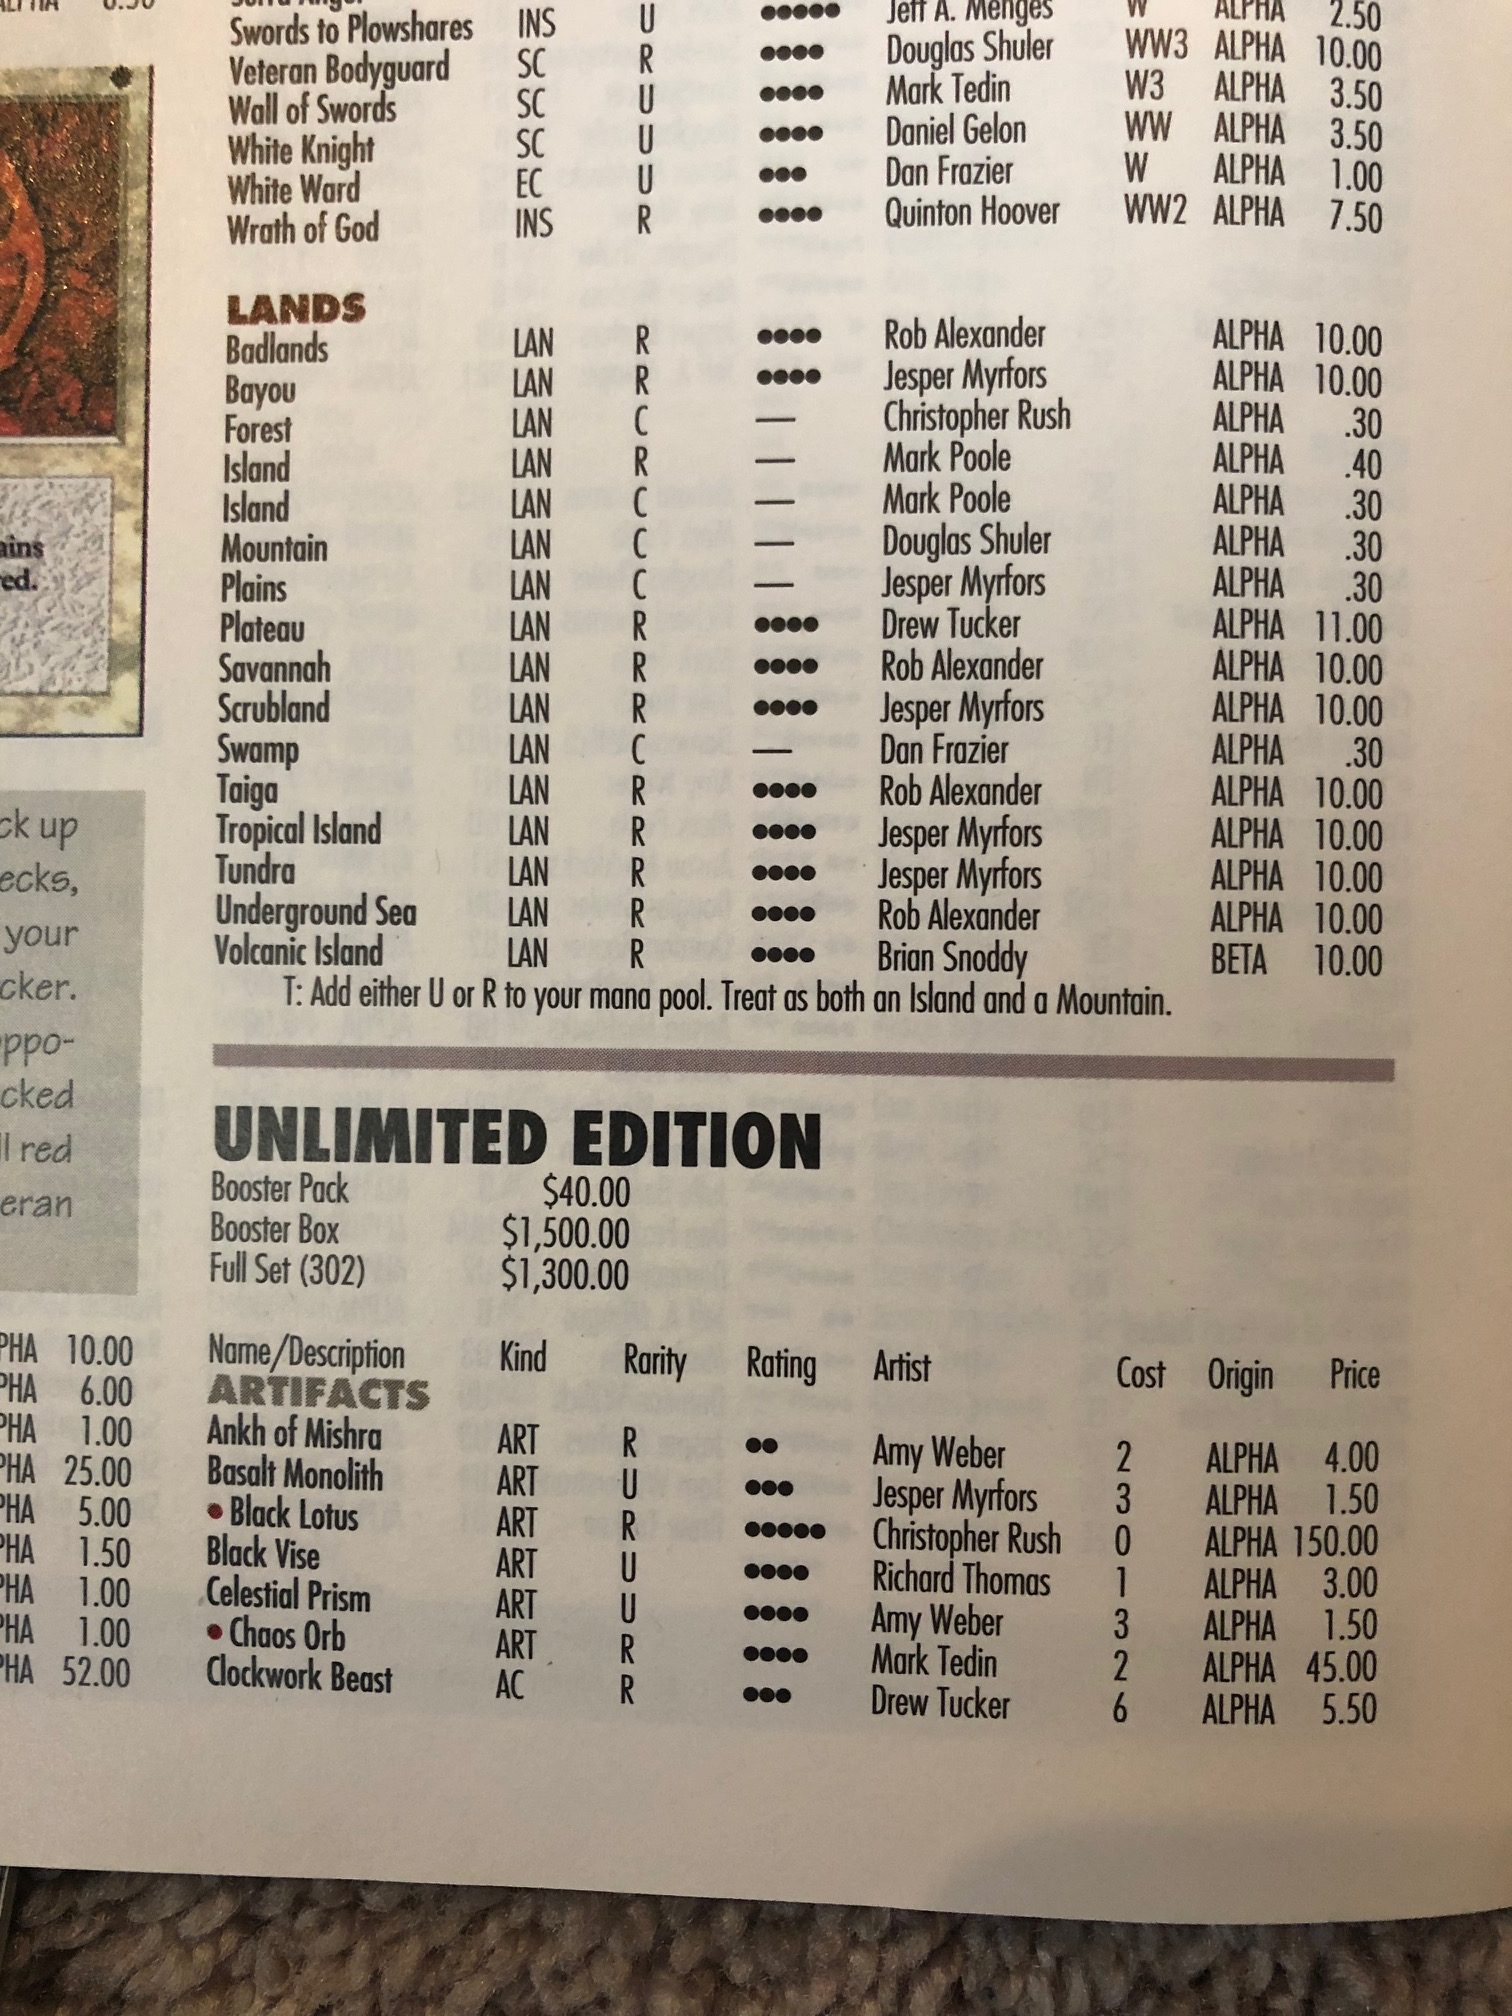 Swords to Plowshares INS U ●●●●● Jeff A. Menges W ALPHA 2.50
Veteran Bodyguard SC R ●●●● Douglas Shuler WW3 ALPHA 10.00
Wall of Swords SC U ●●●● Mark Tedin W3 ALPHA 3.50
White Knight SC U ●●●● Daniel Gelon WW ALPHA 3.50
White Ward EC U ●●● Dan Frazier W ALPHA 1.00
Wrath of God INS R ●●●● Quinton Hoover WW2 ALPHA 7.50
LANDS
Badlands LAN R ●●●● Rob Alexander ALPHA 10.00
Bayou LAN R ●●●● Jesper Myrfors ALPHA 10.00
Forest LAN C — Christopher Rush ALPHA .30
Island LAN R — Mark Poole ALPHA .40
Island LAN C — Mark Poole ALPHA .30
Mountain LAN C — Douglas Shuler ALPHA .30
Plains LAN C — Jesper Myrfors ALPHA .30
Plateau LAN R ●●●● Drew Tucker ALPHA 11.00
Savannah LAN R ●●●● Rob Alexander ALPHA 10.00
Scrubland LAN R ●●●● Jesper Myrfors ALPHA 10.00
Swamp LAN C — Dan Frazier ALPHA .30
Taiga LAN R ●●●● Rob Alexander ALPHA 10.00
Tropical Island LAN R ●●●● Jesper Myrfors ALPHA 10.00
Tundra LAN R ●●●● Jesper Myrfors ALPHA 10.00
Underground Sea LAN R ●●●● Rob Alexander ALPHA 10.00
Volcanic Island LAN R ●●●● Brian Snoddy BETA 10.00
T: Add either U or R to your mana pool. Treat as both an Island and a Mountain.
UNLIMITED EDITION
Booster Pack $40.00
Booster Box $1,500.00
Full Set (302) $1,300.00
Name/Description Kind Rarity Rating Artist Cost Origin Price
ARTIFACTS
Ankh of Mishra ART R ●● Amy Weber 2 ALPHA 4.00
Basalt Monolith ART U ●●● Jesper Myrfors 3 ALPHA 1.50
• Black Lotus ART R ●●●●● Christopher Rush 0 ALPHA 150.00
Black Vise ART U ●●●● Richard Thomas 1 ALPHA 3.00
Celestial Prism ART U ●●●● Amy Weber 3 ALPHA 1.50
• Chaos Orb ART R ●●●● Mark Tedin 2 ALPHA 45.00
Clockwork Beast AC R ●●● Drew Tucker 6 ALPHA 5.50
ains
ed.
ck up
ecks,
your
cker.
ppo-
cked
ll red
eran
PHA 10.00
PHA 6.00
PHA 1.00
PHA 25.00
PHA 5.00
PHA 1.50
PHA 1.00
PHA 1.00
PHA 52.00